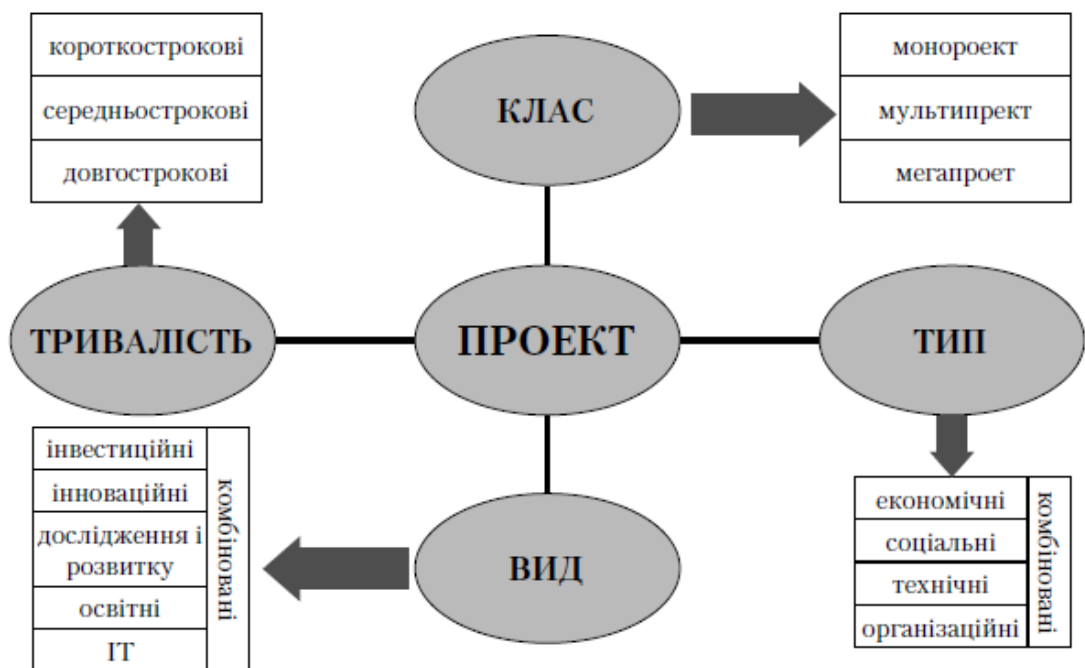 короткострокові
середньострокові
довгострокові
КЛАС
монороект
мультипрект
мегапроет
ТРИВАЛІСТЬ
ПРОЕКТ
ТИП
інвестиційні
інноваційні
дослідження і
розвитку
освітні
ІТ
комбіновані
ВИД
економічні
соціальні
технічні
організаційні
комбіновані